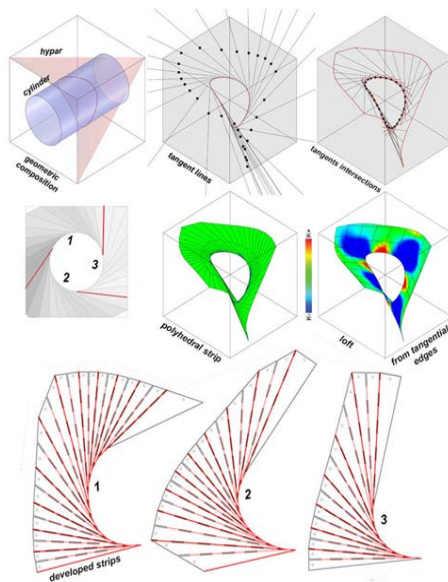 hypar
cylinder
geometric
composition
tangent lines
tangents intersections
1
2
3
polyhedral strip
K-
K+
loft
from tangential
edges
1
developed strips
2
3